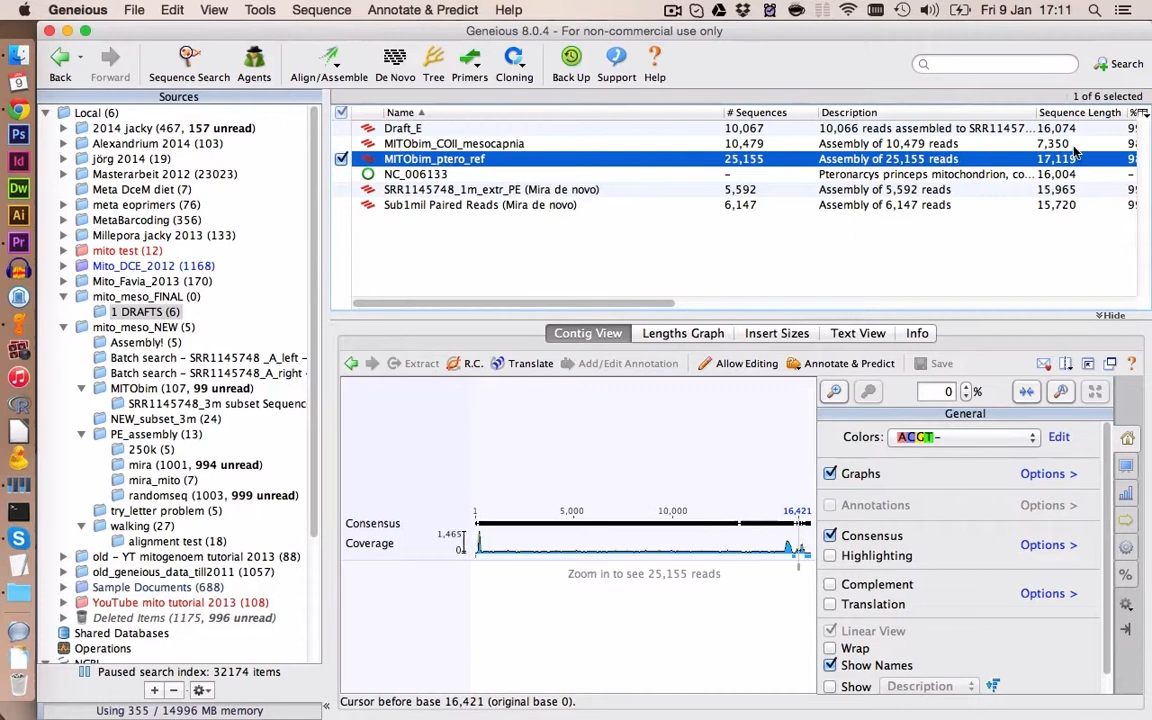 Geneious File Edit View Tools Sequence Annotate & Predict Window Help Fri 9 Jan 17:11
Geneious 8.0.4 - For non-commercial use only
Back Forward Sequence Search Agents Align/Assemble De Novo Tree Primers Cloning Back Up Support Help Search
Sources
1 of 6 selected
Name # Sequences Description Sequence Length %
Draft_E 10,067 10,066 reads assembled to SRR11457... 16,074
MITObim_COII_mesocapnia 10,479 Assembly of 10,479 reads 7,350
MITObim_ptero_ref 25,155 Assembly of 25,155 reads 17,119
NC_006133 - Pteronarcys princeps mitochondrion, co... 16,004 -
SRR1145748_1m_extr_PE (Mira de novo) 5,592 Assembly of 5,592 reads 15,965
Sub1mil Paired Reads (Mira de novo) 6,147 Assembly of 6,147 reads 15,720
Local (6)
2014 jacky (467, 157 unread)
Alexandrium 2013 (144)
jörg 2014 (19)
Masterarbeit 2012 (23023)
Meta DceM diet (0)
meta eoprimers (276)
MetaBarcoding (356)
Millepora jacky 2013 (133)
mito test (12)
Mito_DCE_2012 (1168)
Mito_Favia_2013 (170)
mito_meso_FINAL (0)
1 DRAFTS (6)
mito_meso_NEW (5)
Assembly! (5)
Batch search - SRR1145748 _A_left -
Batch search - SRR1145748 _A_right -
MITObim (107, 99 unread)
SRR1145748_3m subset Sequenc
NEW_subset_3m (24)
PE_assembly (13)
250k (5)
mira (1001, 994 unread)
mira_mito (7)
randomseq (1003, 999 unread)
try_letter problem (5)
walking (27)
alignment test (18)
old - YT mitogenoem tutorial 2013 (88)
old_geneious_data_till2011 (1057)
Sample Documents (688)
YouTube mito tutorial 2013 (108)
Deleted Items (1175, 996 unread)
Shared Databases
Operations
Paused search index: 32174 items
Using 355 / 14996 MB memory
Hide
Contig View Lengths Graph Insert Sizes Text View Info
Extract R.C. Translate Add/Edit Annotation Allow Editing Annotate & Predict Save
0 %
General
Colors: ACGT- Edit
Graphs Options >
Annotations Options >
Consensus Options >
Highlighting
Complement Options >
Translation
Linear View
Wrap
Show Names
Show Description
1 5,000 10,000 16,421
Consensus
1,465
Coverage
0
Zoom in to see 25,155 reads
Cursor before base 16,421 (original base 0).